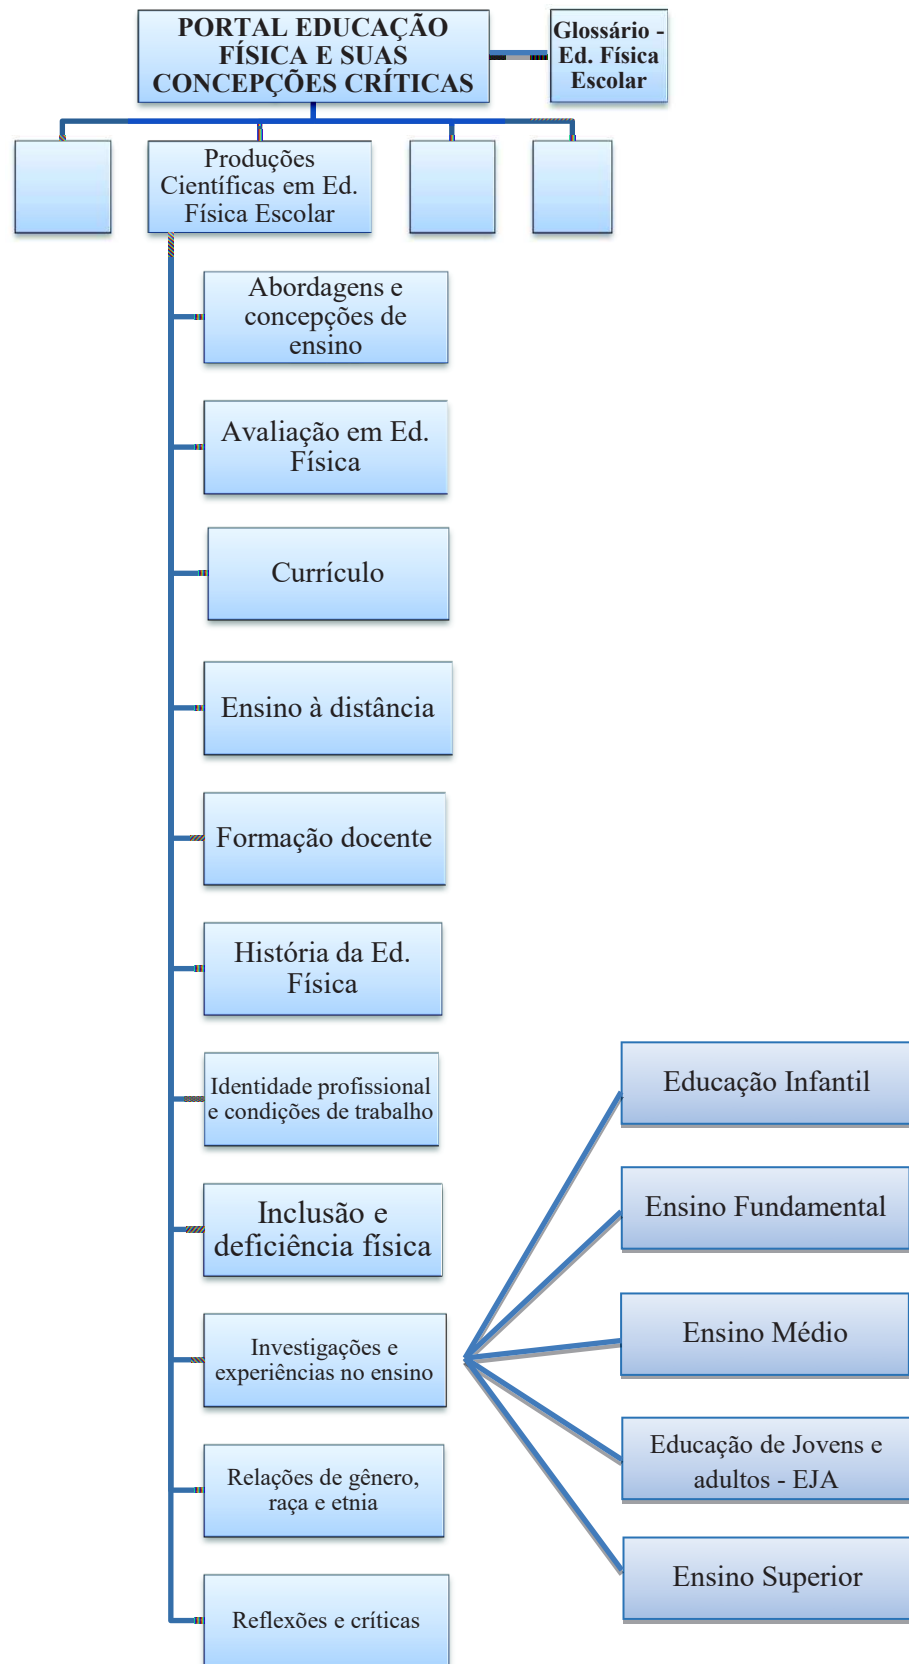 PORTAL EDUCAÇÃO
FÍSICA E SUAS
CONCEPÇÕES CRÍTICAS
Glossário -
Ed. Física
Escolar
Produções
Científicas em Ed.
Física Escolar
Abordagens e
concepções de
ensino
Avaliação em Ed.
Física
Currículo
Ensino à distância
Formação docente
História da Ed.
Física
Identidade profissional
e condições de trabalho
Inclusão e
deficiência física
Investigações e
experiências no ensino
Relações de gênero,
raça e etnia
Reflexões e críticas
Educação Infantil
Ensino Fundamental
Ensino Médio
Educação de Jovens e
adultos - EJA
Ensino Superior